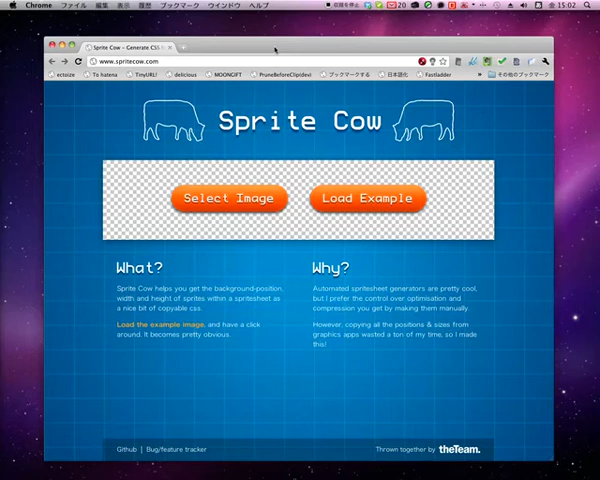 Chrome ファイル 編集 表示 履歴 ブックマーク ウインドウ ヘルプ
20 金 15:02
Sprite Cow – Generate CSS f
www.spritecow.com
ectoize To hatena TinyURL! delicious MOONGIFT PruneBeforeClip(dev) ブックマークする 日本語化 Fastladder » その他のブックマーク
Sprite Cow
Select Image Load Example
What?
Sprite Cow helps you get the background-position,
width and height of sprites within a spritesheet as
a nice bit of copyable css.
Load the example image, and have a click
around. It becomes pretty obvious.
Why?
Automated spritesheet generators are pretty cool,
but I prefer the control over optimisation and
compression you get by making them manually.
However, copying all the positions & sizes from
graphics apps wasted a ton of my time, so I made
this!
Github | Bug/feature tracker
Thrown together by theTeam.